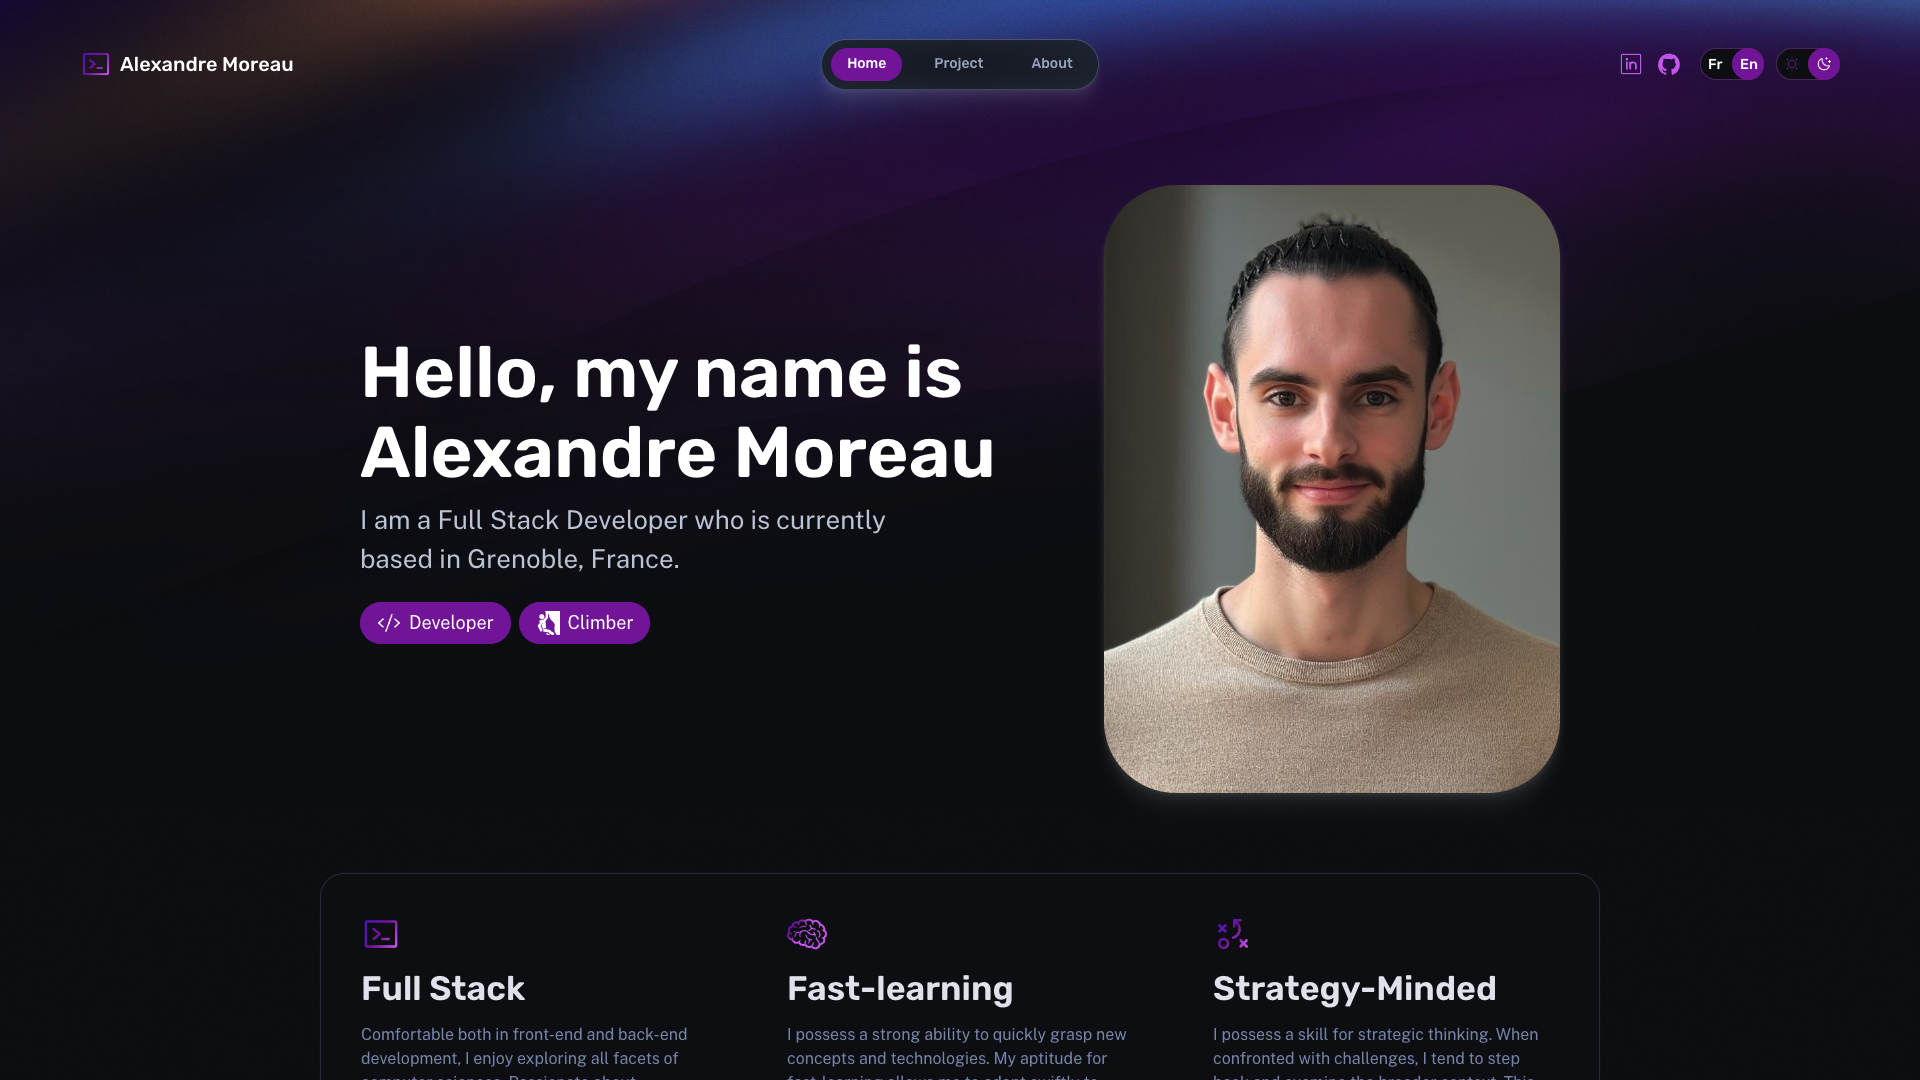 Alexandre Moreau
Home Project About
Fr En
Hello, my name is
Alexandre Moreau
I am a Full Stack Developer who is currently
based in Grenoble, France.
Developer Climber
Full Stack
Comfortable both in front-end and back-end
development, I enjoy exploring all facets of
Fast-learning
I possess a strong ability to quickly grasp new
concepts and technologies. My aptitude for
Strategy-Minded
I possess a skill for strategic thinking. When
confronted with challenges, I tend to step